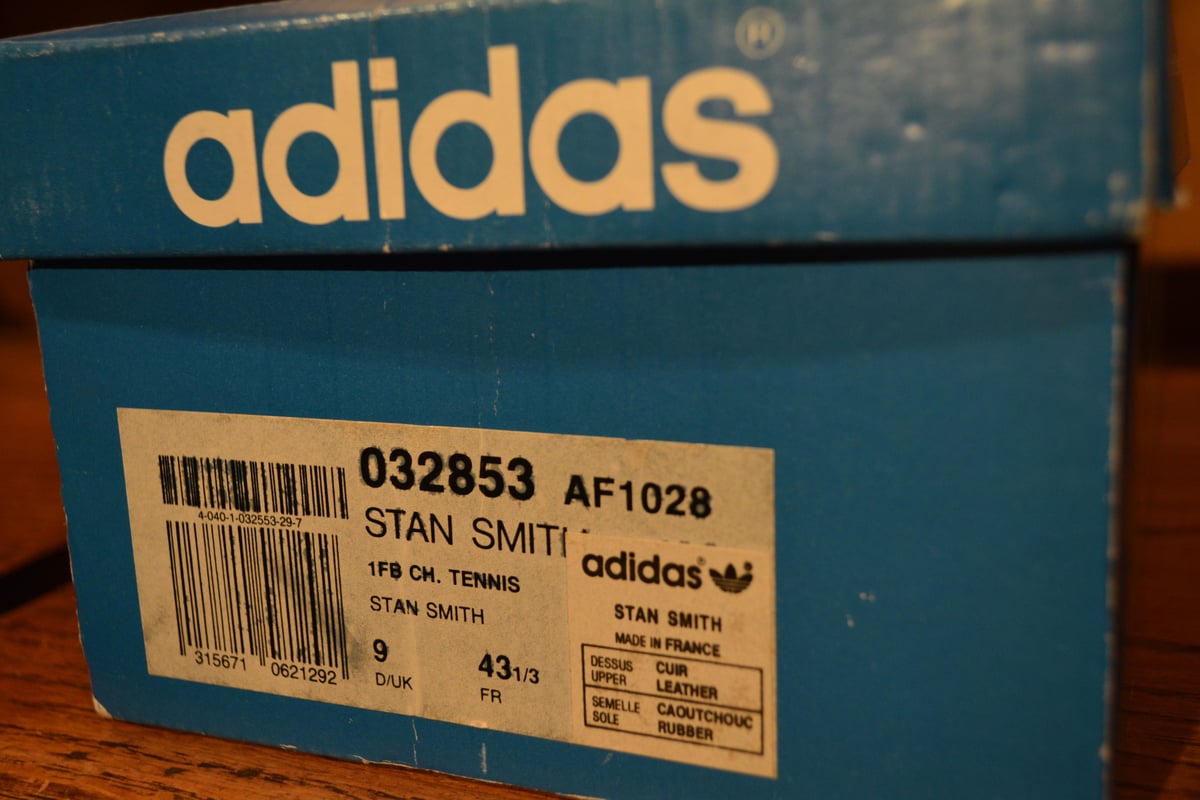 adidas®
032853 AF1028
4-040-1-032553-29-7
STAN SMITH
1FB CH. TENNIS
STAN SMITH
9
D/UK
43 1/3
FR
315671 0621292
adidas®
STAN SMITH
MADE IN FRANCE
DESSUS CUIR
UPPER LEATHER
SEMELLE CAOUTCHOUC
SOLE RUBBER